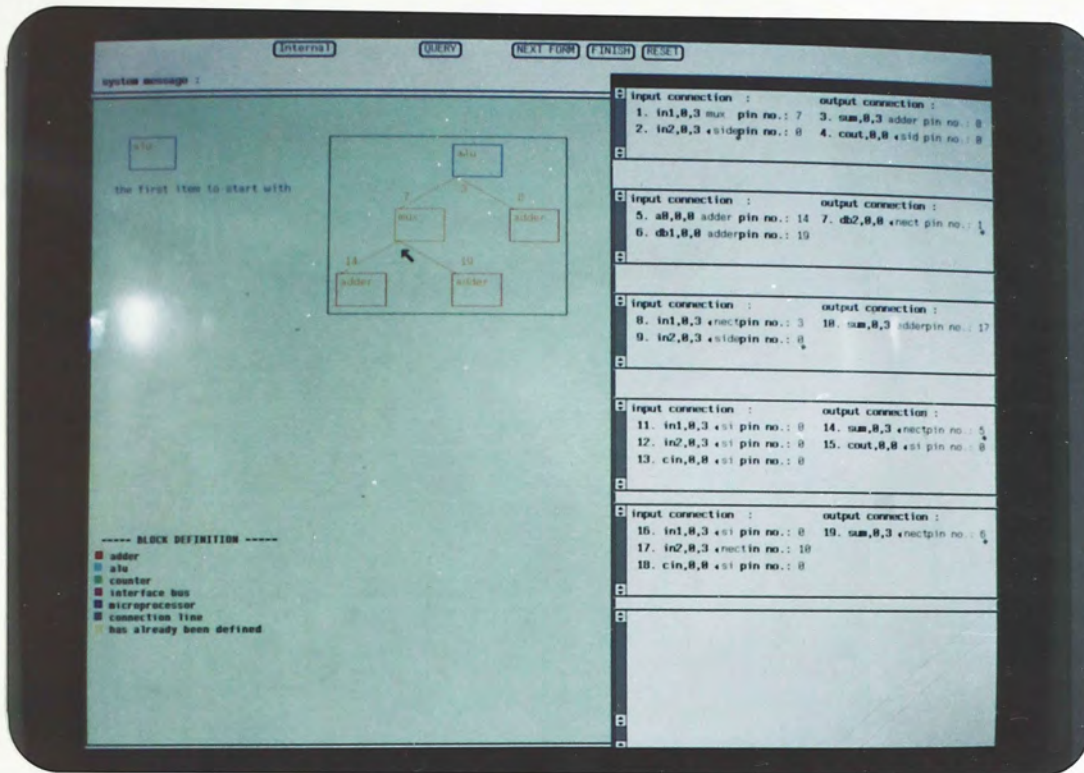 Internal QUERY NEXT FORM FINISH RESET
system message :
alu
the first item to start with
alu
7 3 8
mux adder
14 19
adder adder
----- BLOCK DEFINITION -----
adder
alu
counter
interface bus
microprocessor
connection line
has already been defined
input connection : output connection :
1. in1,0,3 mux pin no.: 7 3. sum,0,3 adder pin no.: 8
2. in2,0,3 sidepin no.: 0 4. cout,0,0 sid pin no.: 0
input connection : output connection :
5. a0,0,0 adder pin no.: 14 7. db2,0,0 nect pin no.: 1
6. db1,0,0 adderpin no.: 19
input connection : output connection :
8. in1,0,3 nectpin no.: 3 10. sum,0,3 adderpin no.: 17
9. in2,0,3 sidepin no.: 0
input connection : output connection :
11. in1,0,3 si pin no.: 0 14. sum,0,3 nectpin no.: 5
12. in2,0,3 si pin no.: 0 15. cout,0,0 si pin no.: 0
13. cin,0,0 si pin no.: 0
input connection : output connection :
16. in1,0,3 si pin no.: 0 19. sum,0,3 nectpin no.: 6
17. in2,0,3 nectin no.: 10
18. cin,0,0 si pin no.: 0